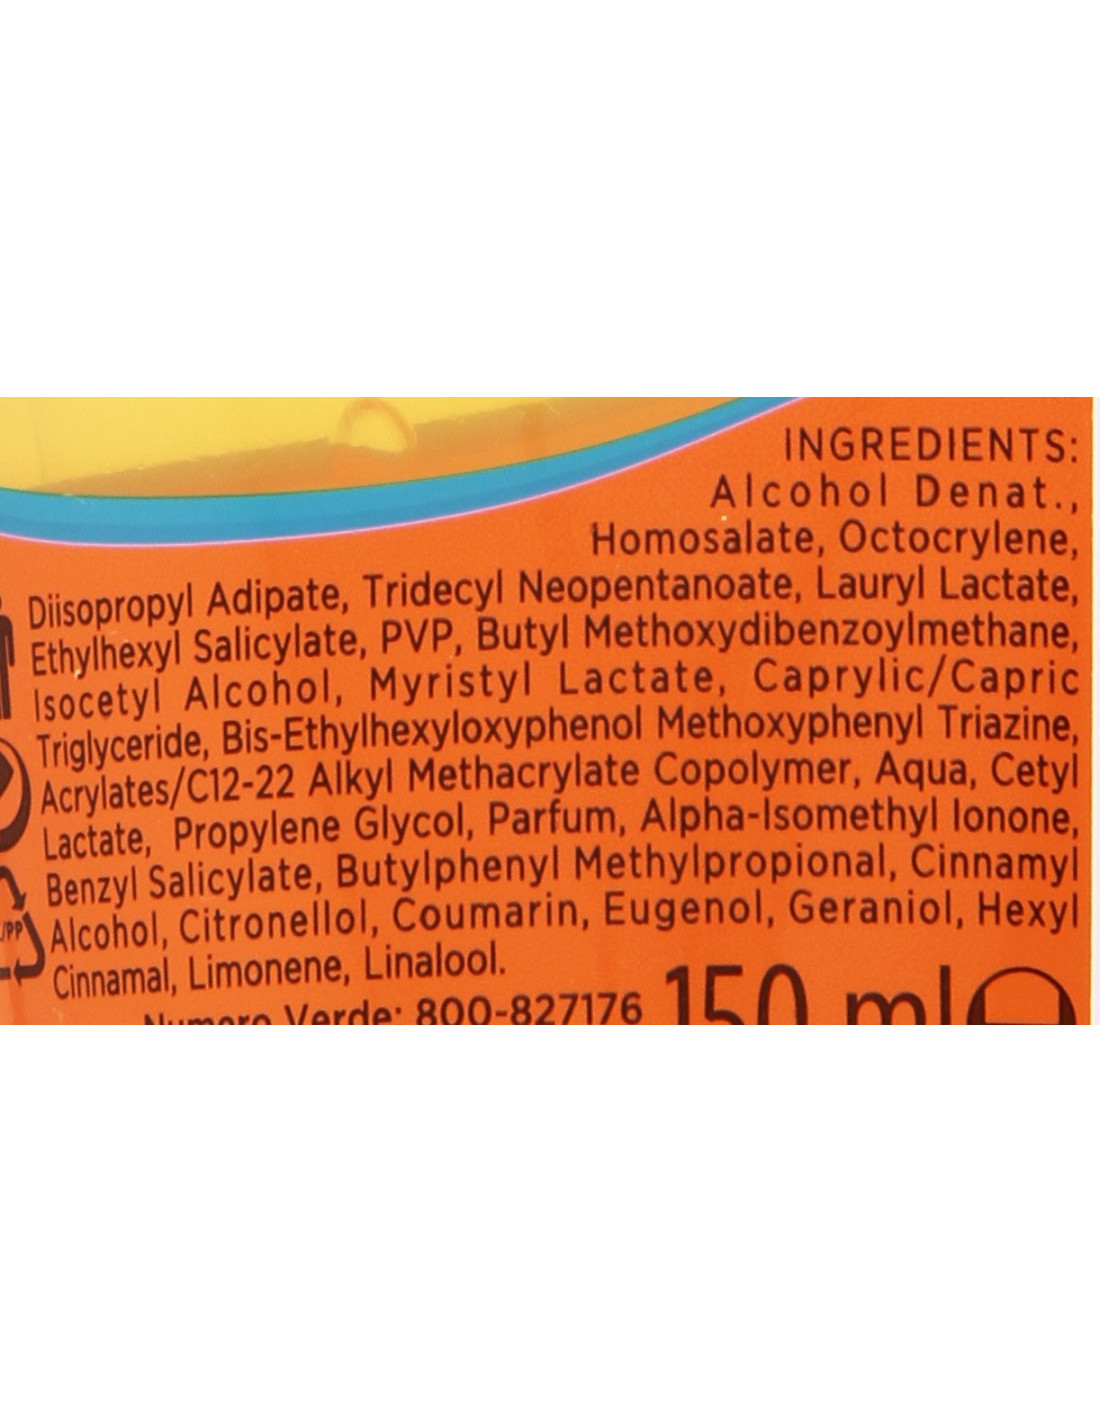 INGREDIENTS:
Alcohol Denat.,
Homosalate, Octocrylene,
Diisopropyl Adipate, Tridecyl Neopentanoate, Lauryl Lactate,
Ethylhexyl Salicylate, PVP, Butyl Methoxydibenzoylmethane,
Isocetyl Alcohol, Myristyl Lactate, Caprylic/Capric
Triglyceride, Bis-Ethylhexyloxyphenol Methoxyphenyl Triazine,
Acrylates/C12-22 Alkyl Methacrylate Copolymer, Aqua, Cetyl
Lactate, Propylene Glycol, Parfum, Alpha-Isomethyl Ionone,
Benzyl Salicylate, Butylphenyl Methylpropional, Cinnamyl
Alcohol, Citronellol, Coumarin, Eugenol, Geraniol, Hexyl
Cinnamal, Limonene, Linalool.
/PP
Numero Verde: 800-827176
150 ml e